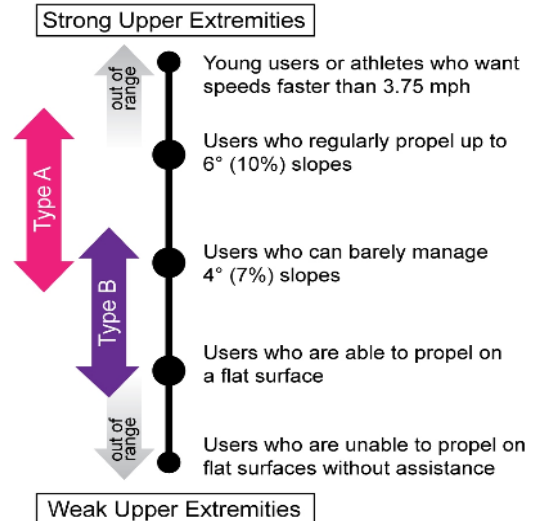 Strong Upper Extremities
out of
range
Young users or athletes who want
speeds faster than 3.75 mph
Users who regularly propel up to
6° (10%) slopes
Type A
Users who can barely manage
4° (7%) slopes
Type B
Users who are able to propel on
a flat surface
out of
range
Users who are unable to propel on
flat surfaces without assistance
Weak Upper Extremities